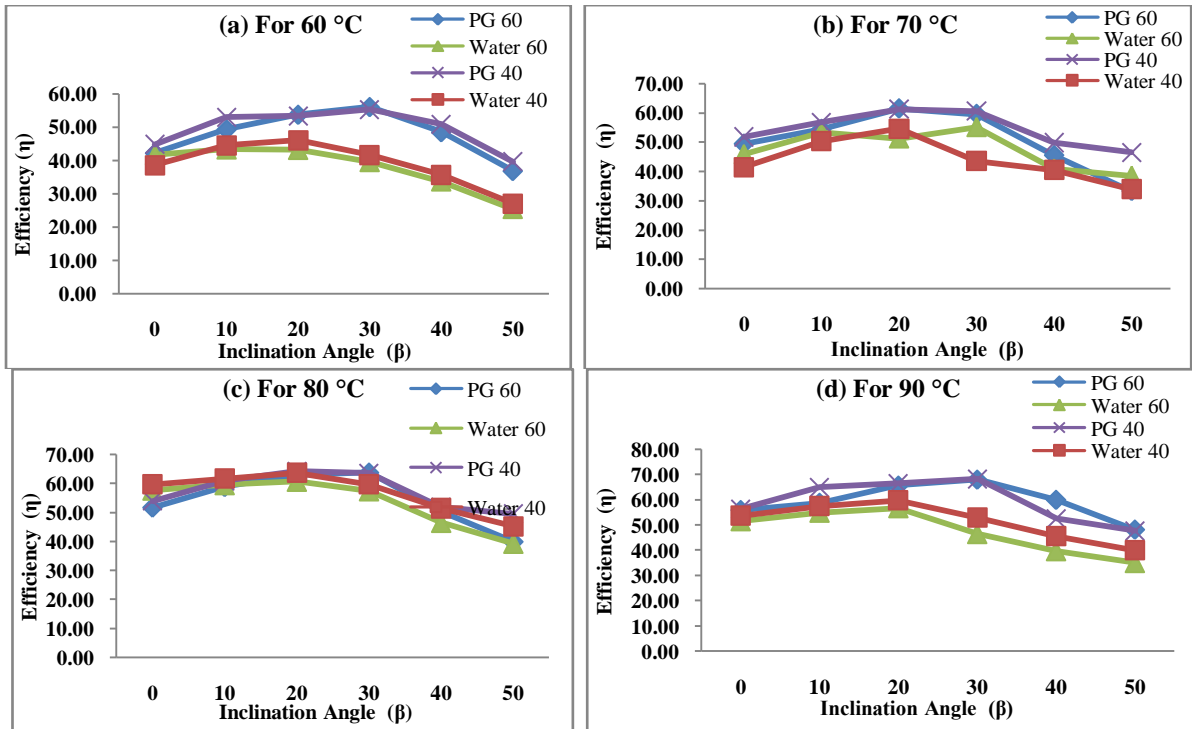 (a) For 60 °C
PG 60
Water 60
PG 40
Water 40
Efficiency (η)
60.00
50.00
40.00
30.00
20.00
10.00
0.00
0 10 20 30 40 50
Inclination Angle (β)
(b) For 70 °C
PG 60
Water 60
PG 40
Water 40
Efficiency (η)
70.00
60.00
50.00
40.00
30.00
20.00
10.00
0.00
0 10 20 30 40 50
Inclination Angle (β)
(c) For 80 °C
PG 60
Water 60
PG 40
Water 40
Efficiency (η)
70.00
60.00
50.00
40.00
30.00
20.00
10.00
0.00
0 10 20 30 40 50
Inclination Angle (β)
(d) For 90 °C
PG 60
Water 60
PG 40
Water 40
Efficiency (η)
80.00
70.00
60.00
50.00
40.00
30.00
20.00
10.00
0.00
0 10 20 30 40 50
Inclination Angle (β)